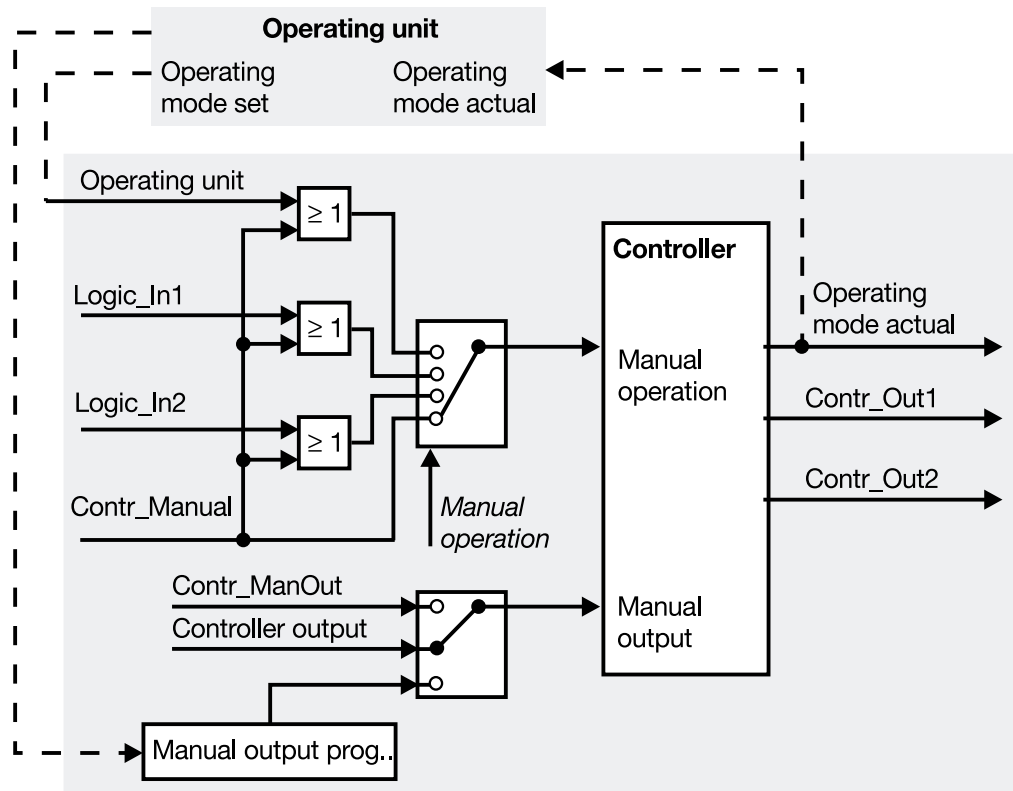 Operating unit
Operating
mode set
Operating
mode actual
Operating unit
≥ 1
Logic_In1
≥ 1
Logic_In2
≥ 1
Contr_Manual
Manual
operation
Controller
Manual
operation
Operating
mode actual
Contr_Out1
Contr_Out2
Contr_ManOut
Controller output
Manual
output
Manual output prog..